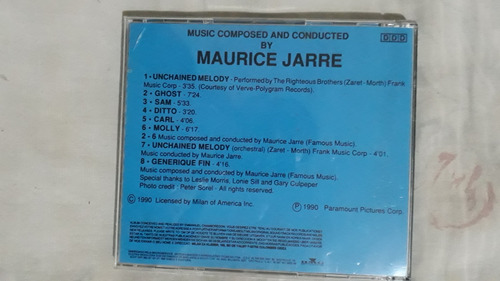 MUSIC COMPOSED AND CONDUCTED
BY
DDD
MAURICE JARRE
1 - UNCHAINED MELODY - Performed by The Righteous Brothers (Zaret - Morth) Frank
Music Corp - 3'35. (Courtesy of Verve-Polygram Records).
2 - GHOST - 7'24.
3 - SAM - 5'33.
4 - DITTO - 3'20.
5 - CARL - 4'06.
6 - MOLLY - 6'17.
2 - 6 Music composed and conducted by Maurice Jarre (Famous Music).
7 - UNCHAINED MELODY (orchestral) (Zaret - Morth) Frank Music Corp - 4'01.
Music conducted by Maurice Jarre.
8 - GENERIQUE FIN - 4'16.
Music composed and conducted by Maurice Jarre (Famous Music).
Special thanks to Leslie Morris, Lonie Sill and Gary Culpeper
Photo credit : Peter Sorel - All rights reserved.
© 1990 Licensed by Milan of America Inc.
℗ 1990 Paramount Pictures Corp.